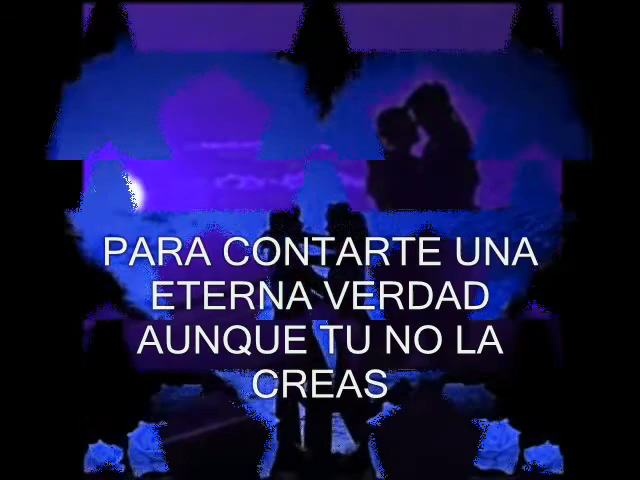 PARA CONTARTE UNA
ETERNA VERDAD
AUNQUE TU NO LA
CREAS